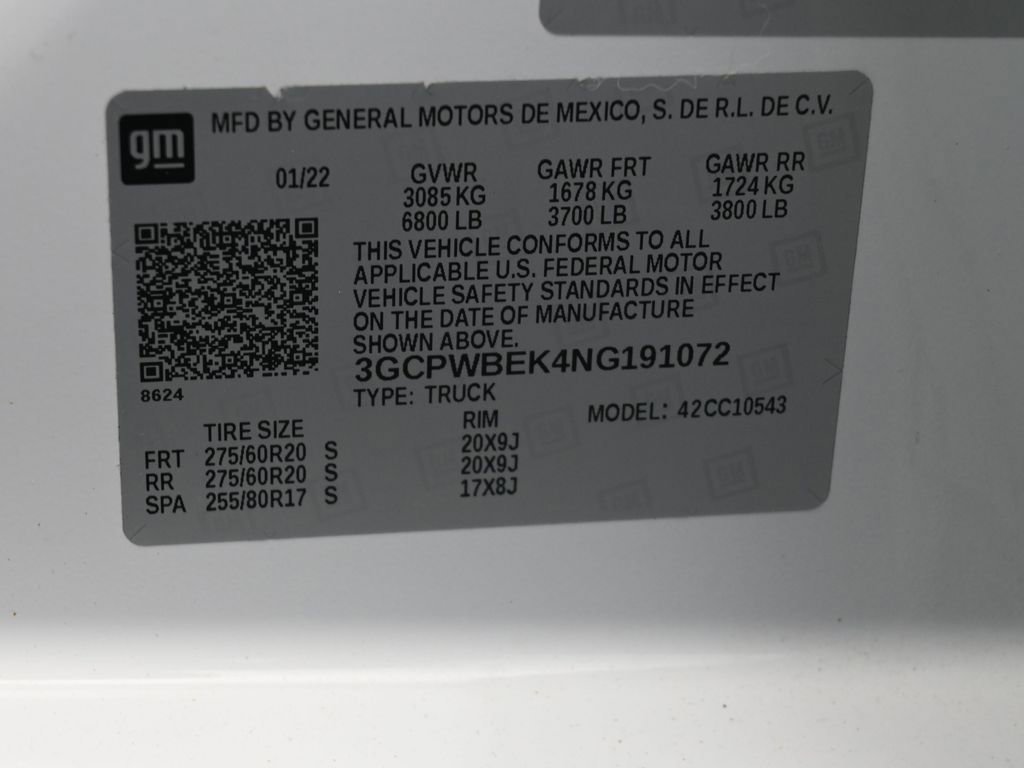 gm
MFD BY GENERAL MOTORS DE MEXICO, S. DE R.L. DE C.V.
01/22 GVWR GAWR FRT GAWR RR
3085 KG 1678 KG 1724 KG
6800 LB 3700 LB 3800 LB
THIS VEHICLE CONFORMS TO ALL
APPLICABLE U.S. FEDERAL MOTOR
VEHICLE SAFETY STANDARDS IN EFFECT
ON THE DATE OF MANUFACTURE
SHOWN ABOVE.
3GCPWBEK4NG191072
8624
TYPE: TRUCK
MODEL: 42CC10543
TIRE SIZE RIM
FRT 275/60R20 S 20X9J
RR 275/60R20 S 20X9J
SPA 255/80R17 S 17X8J